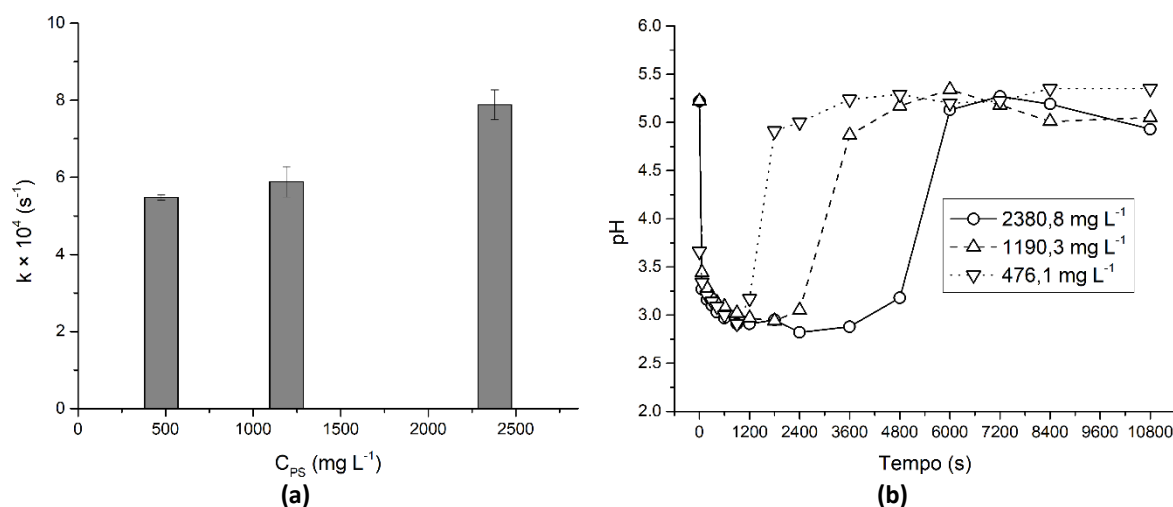 10
8
6
4
2
0
k × 10⁴ (s⁻¹)
0 500 1000 1500 2000 2500
C_PS (mg L⁻¹)
(a)
6.0
5.5
5.0
4.5
4.0
3.5
3.0
2.5
2.0
pH
2380,8 mg L⁻¹
1190,3 mg L⁻¹
476,1 mg L⁻¹
0 1200 2400 3600 4800 6000 7200 8400 9600 10800
Tempo (s)
(b)